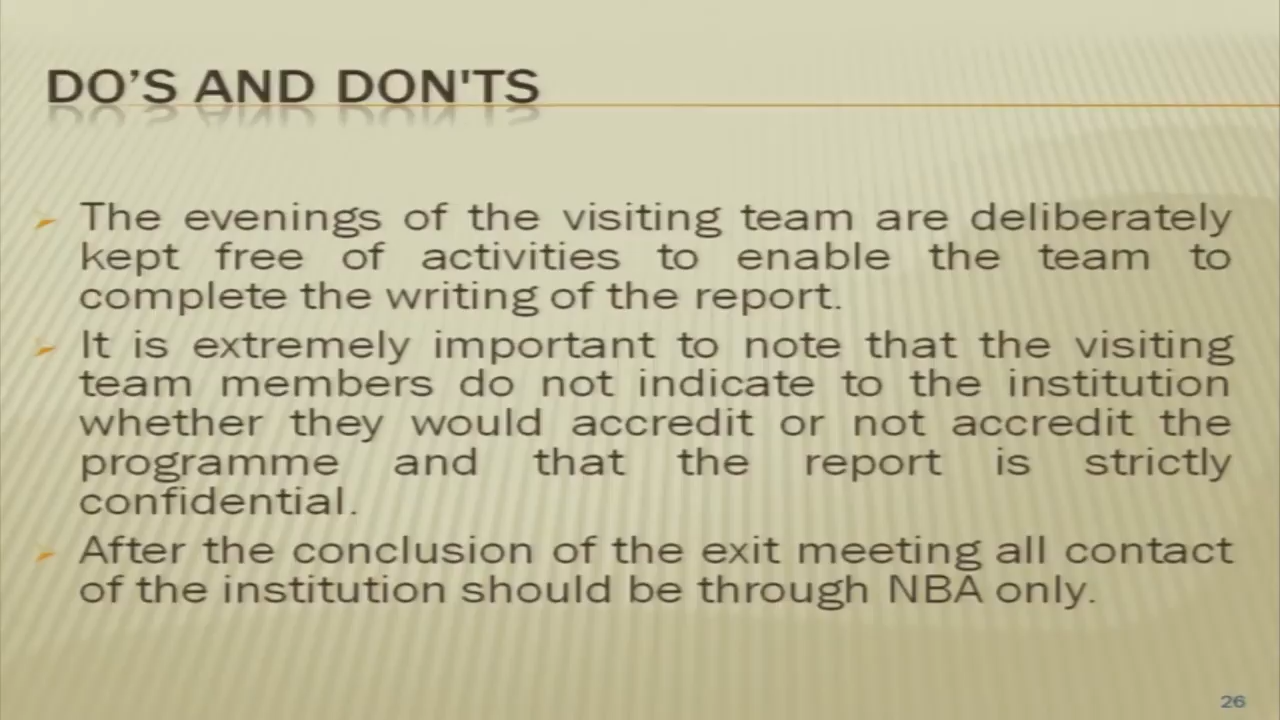 DO’S AND DON'TS
The evenings of the visiting team are deliberately
kept free of activities to enable the team to
complete the writing of the report.
It is extremely important to note that the visiting
team members do not indicate to the institution
whether they would accredit or not accredit the
programme and that the report is strictly
confidential.
After the conclusion of the exit meeting all contact
of the institution should be through NBA only.
26